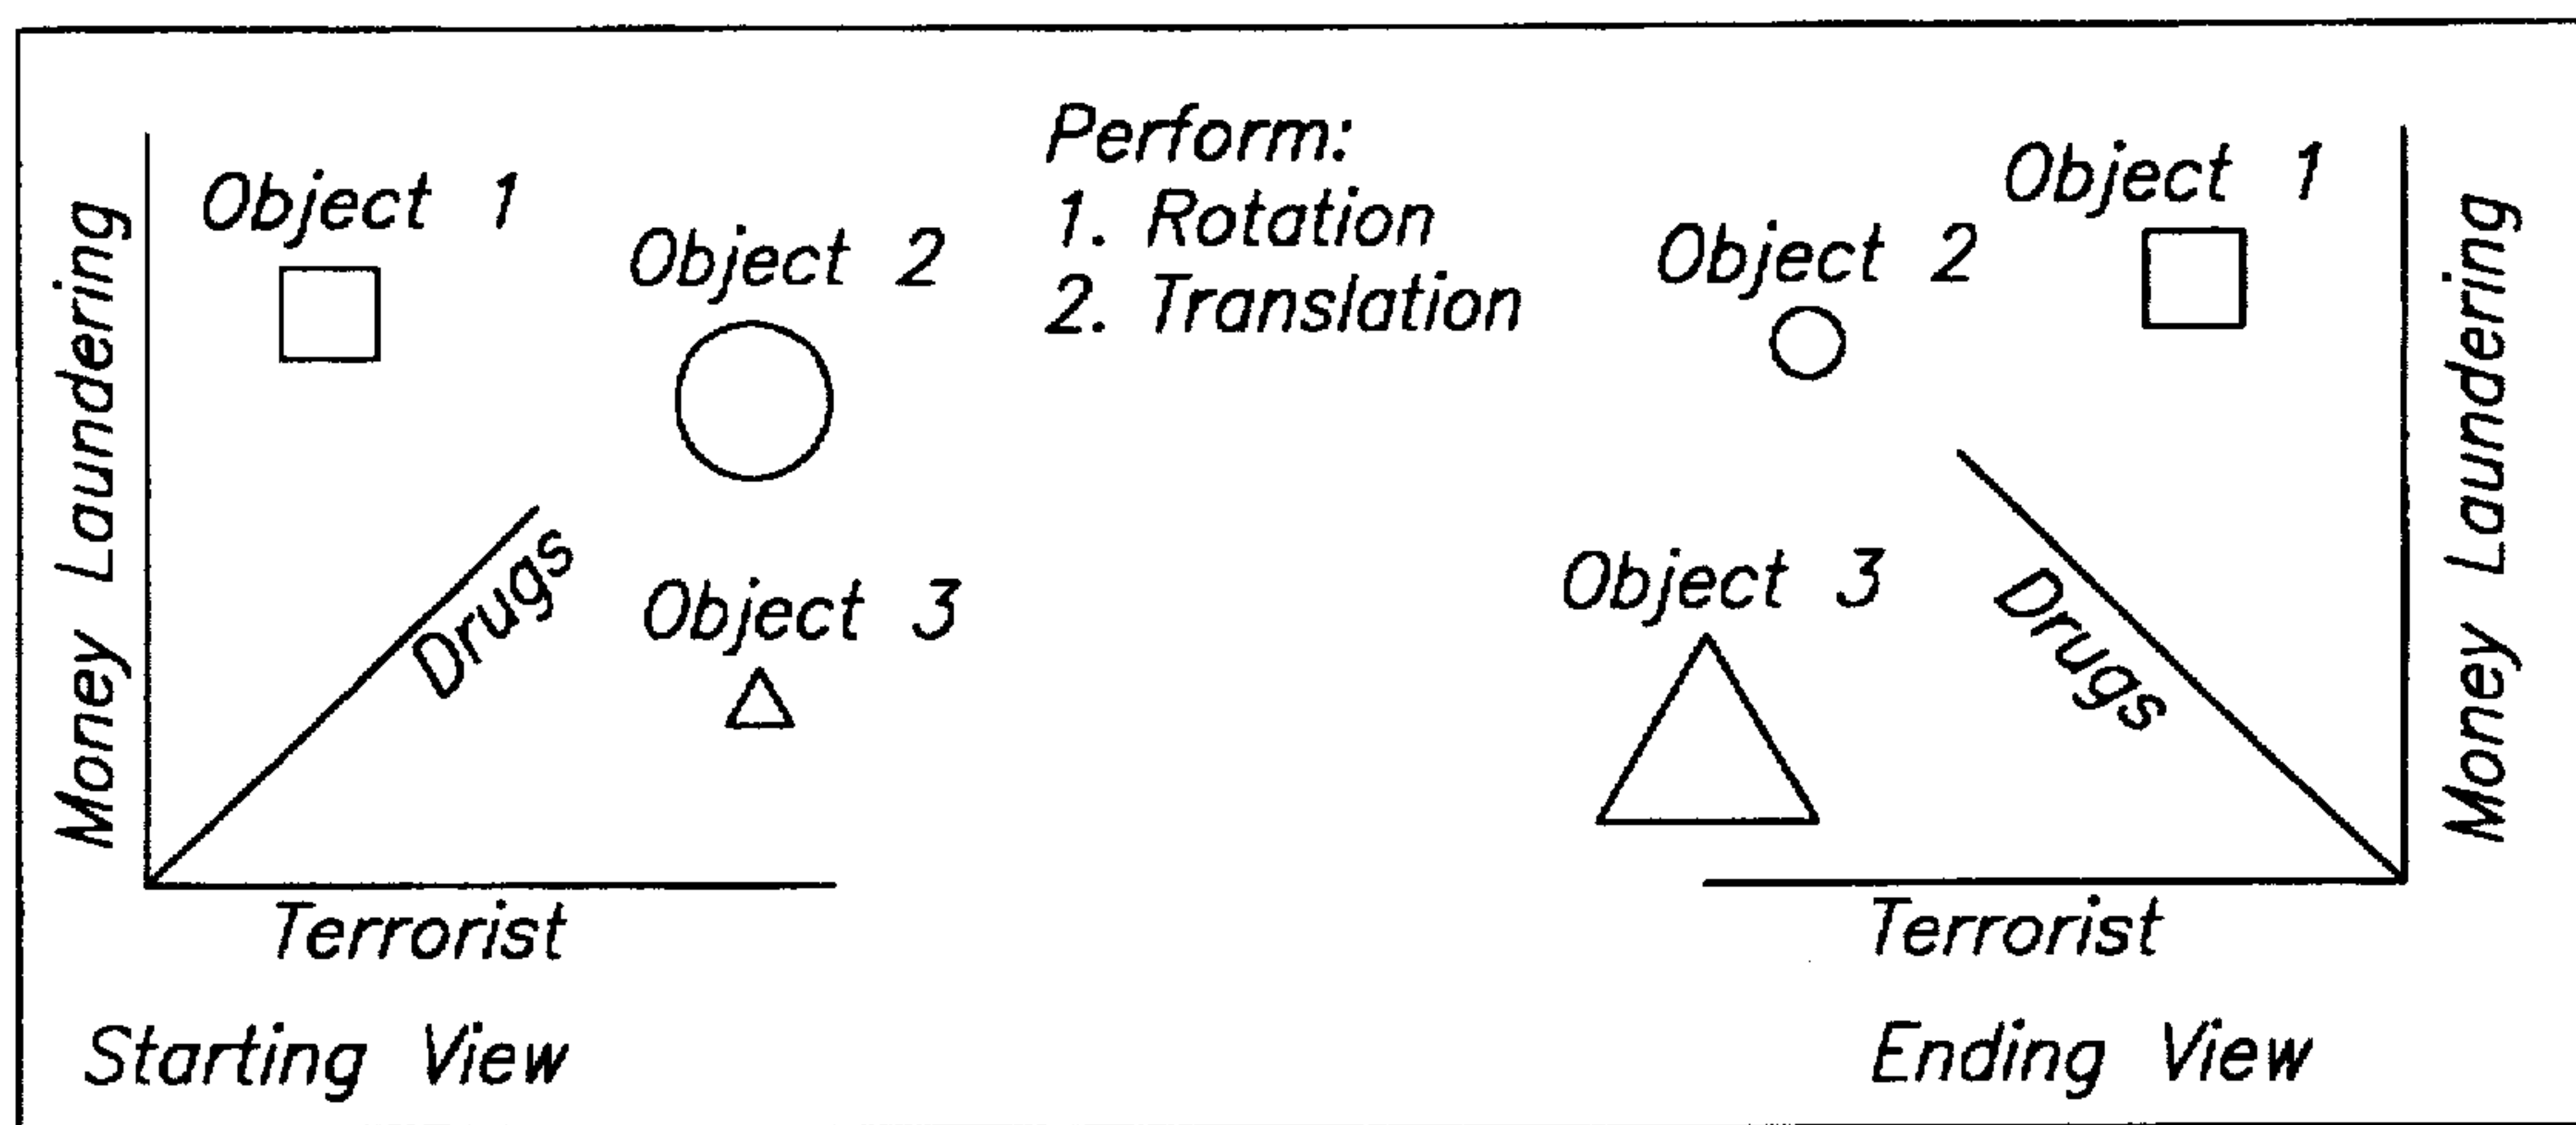 Money Laundering
Object 1
Object 2
Drugs
Object 3
Terrorist
Starting View
Perform:
1. Rotation
2. Translation
Object 1
Object 2
Object 3
Drugs
Money Laundering
Terrorist
Ending View